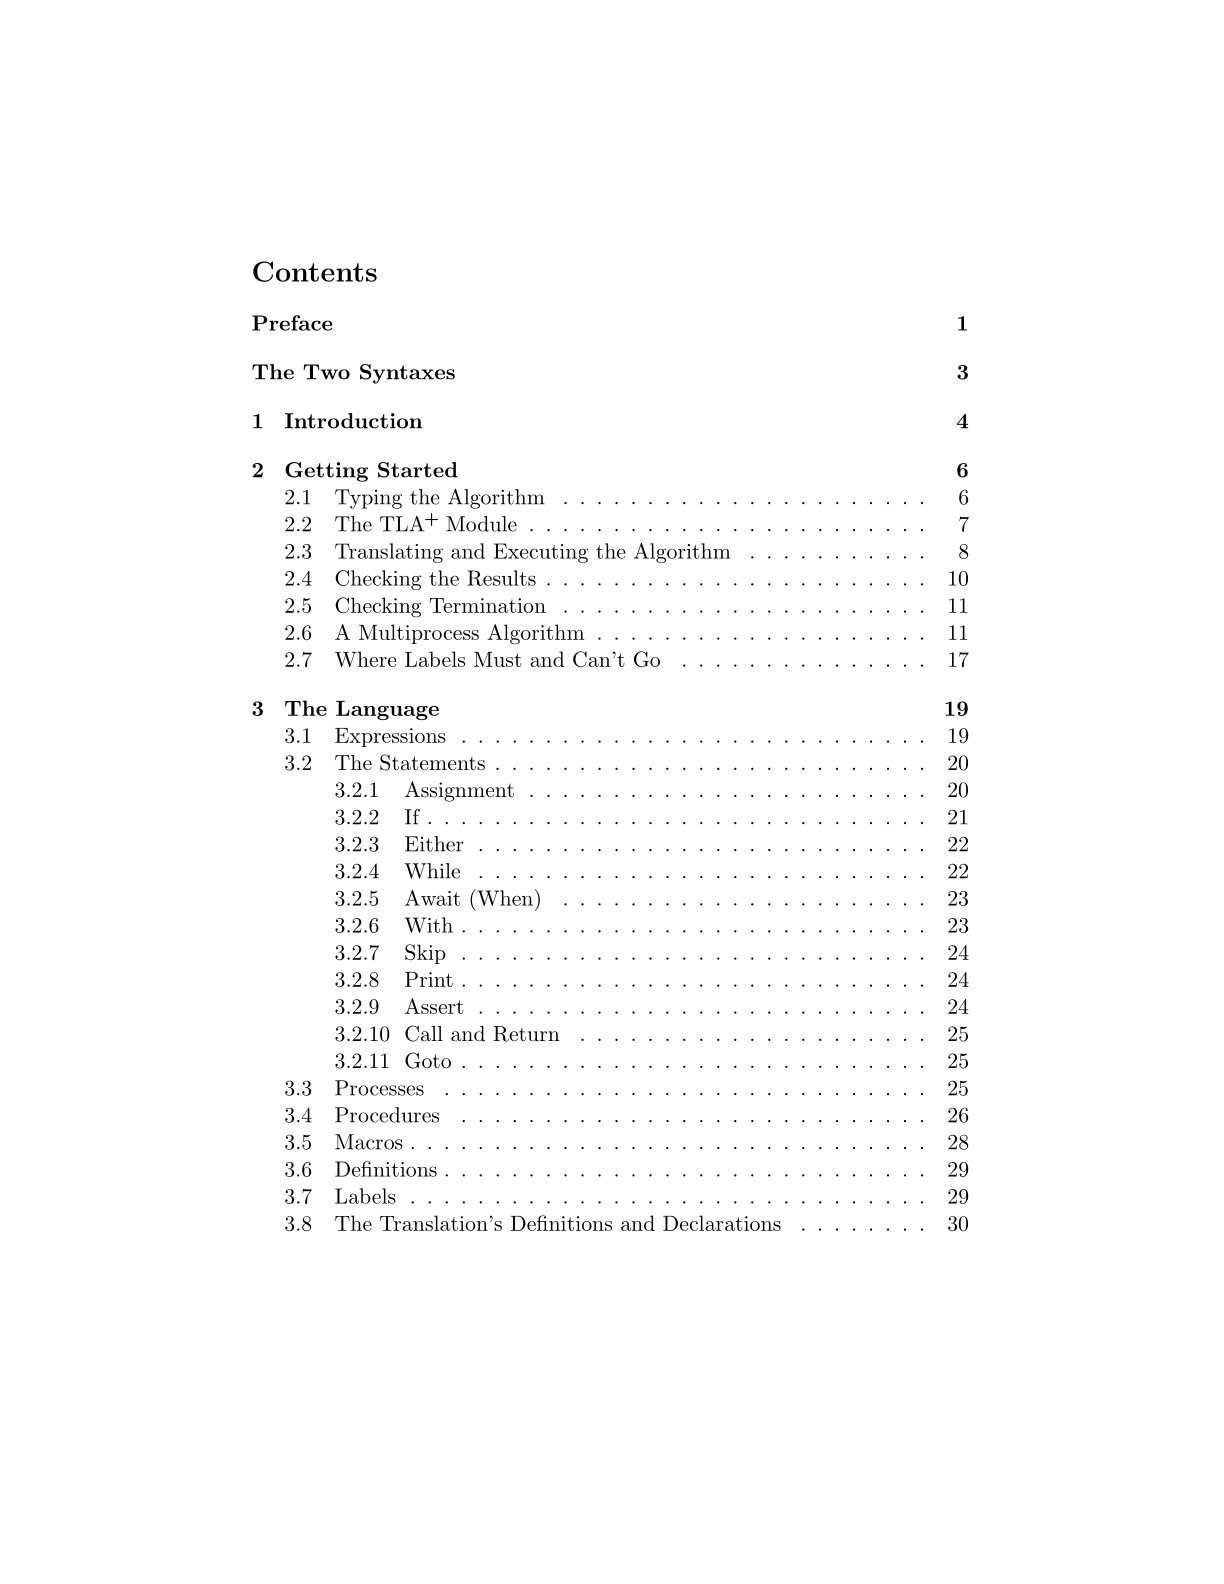 Contents
Preface 1
The Two Syntaxes 3
1 Introduction 4
2 Getting Started 6
2.1 Typing the Algorithm . . . . . . . . . . . . . . . . . . . . . . 6
2.2 The TLA+ Module . . . . . . . . . . . . . . . . . . . . . . . . 7
2.3 Translating and Executing the Algorithm . . . . . . . . . . . 8
2.4 Checking the Results . . . . . . . . . . . . . . . . . . . . . . . 10
2.5 Checking Termination . . . . . . . . . . . . . . . . . . . . . . 11
2.6 A Multiprocess Algorithm . . . . . . . . . . . . . . . . . . . . 11
2.7 Where Labels Must and Can't Go . . . . . . . . . . . . . . . 17
3 The Language 19
3.1 Expressions . . . . . . . . . . . . . . . . . . . . . . . . . . . . 19
3.2 The Statements . . . . . . . . . . . . . . . . . . . . . . . . . . 20
3.2.1 Assignment . . . . . . . . . . . . . . . . . . . . . . . . 20
3.2.2 If . . . . . . . . . . . . . . . . . . . . . . . . . . . . . . 21
3.2.3 Either . . . . . . . . . . . . . . . . . . . . . . . . . . . 22
3.2.4 While . . . . . . . . . . . . . . . . . . . . . . . . . . . 22
3.2.5 Await (When) . . . . . . . . . . . . . . . . . . . . . . 23
3.2.6 With . . . . . . . . . . . . . . . . . . . . . . . . . . . . 23
3.2.7 Skip . . . . . . . . . . . . . . . . . . . . . . . . . . . . 24
3.2.8 Print . . . . . . . . . . . . . . . . . . . . . . . . . . . . 24
3.2.9 Assert . . . . . . . . . . . . . . . . . . . . . . . . . . . 24
3.2.10 Call and Return . . . . . . . . . . . . . . . . . . . . . 25
3.2.11 Goto . . . . . . . . . . . . . . . . . . . . . . . . . . . . 25
3.3 Processes . . . . . . . . . . . . . . . . . . . . . . . . . . . . . 25
3.4 Procedures . . . . . . . . . . . . . . . . . . . . . . . . . . . . 26
3.5 Macros . . . . . . . . . . . . . . . . . . . . . . . . . . . . . . . 28
3.6 Definitions . . . . . . . . . . . . . . . . . . . . . . . . . . . . . 29
3.7 Labels . . . . . . . . . . . . . . . . . . . . . . . . . . . . . . . 29
3.8 The Translation's Definitions and Declarations . . . . . . . . 30